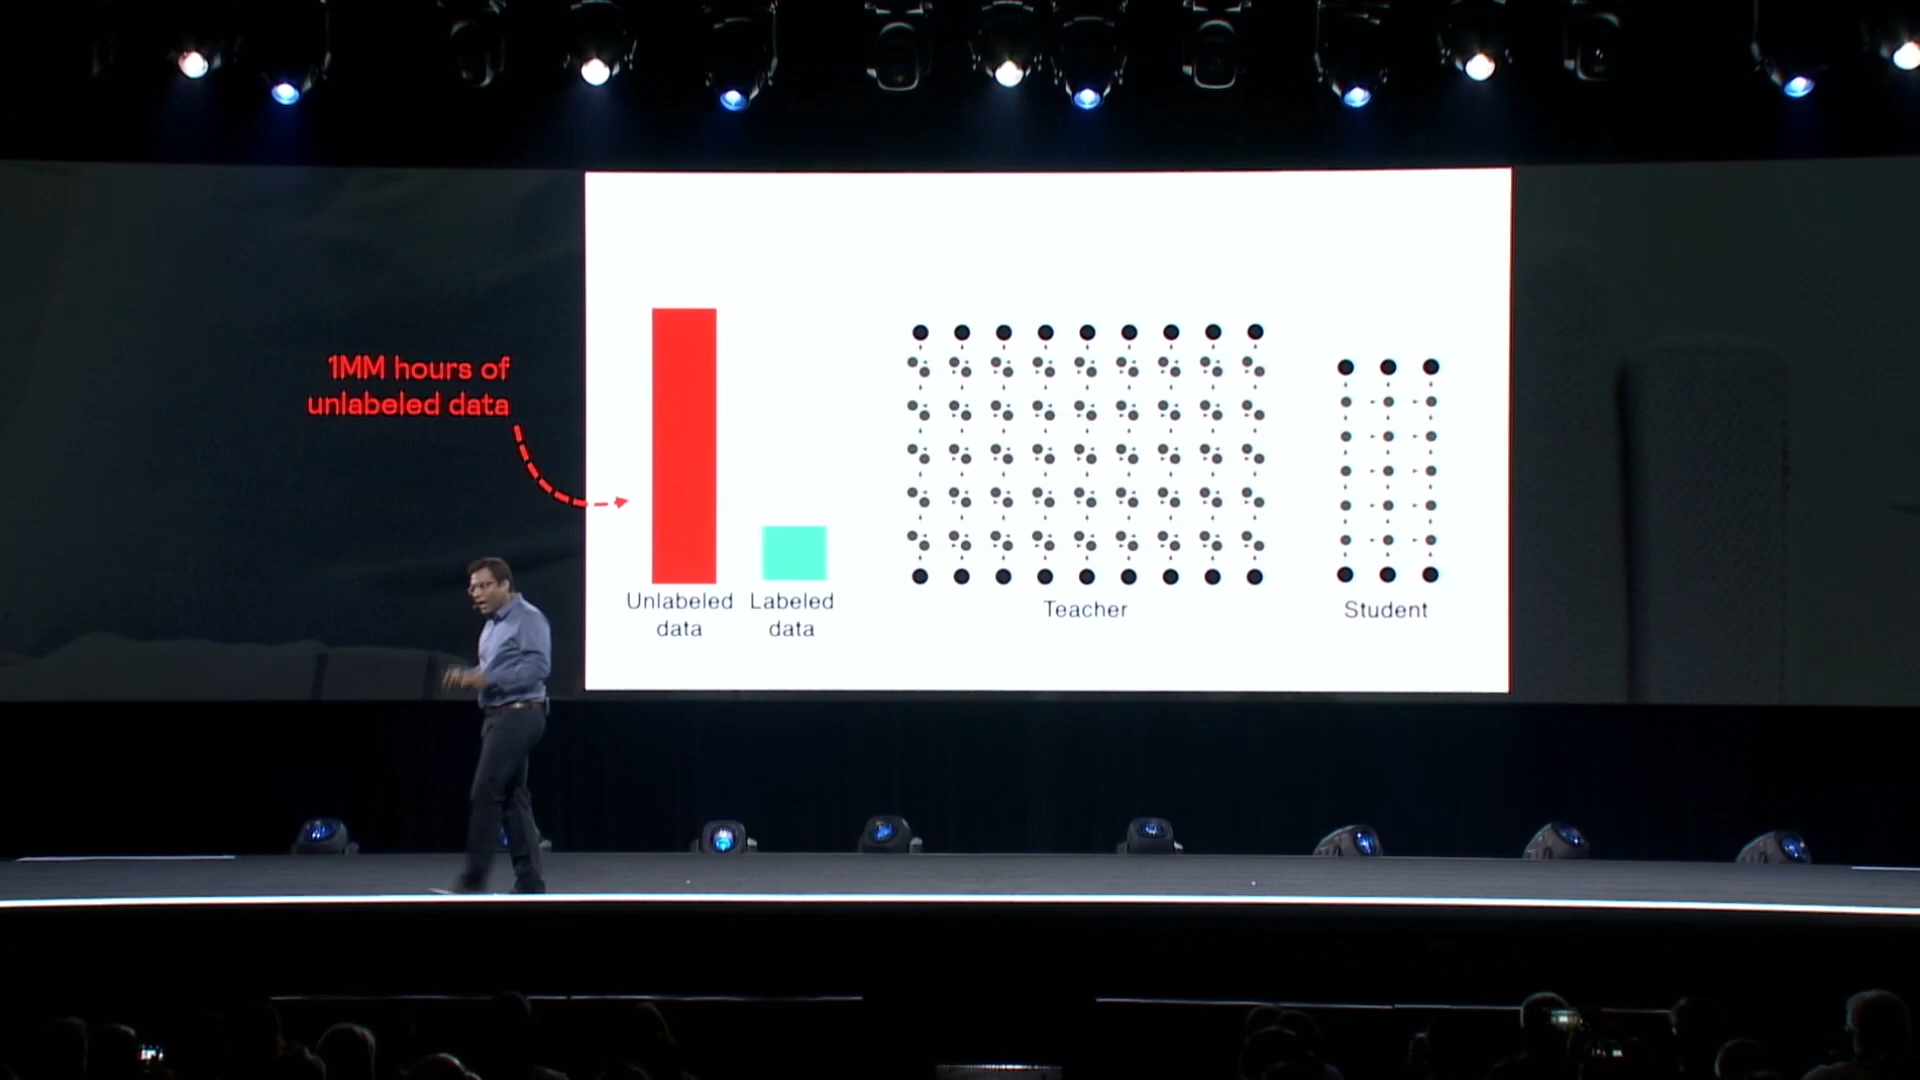 1MM hours of
unlabeled data
Unlabeled
data
Labeled
data
Teacher
Student